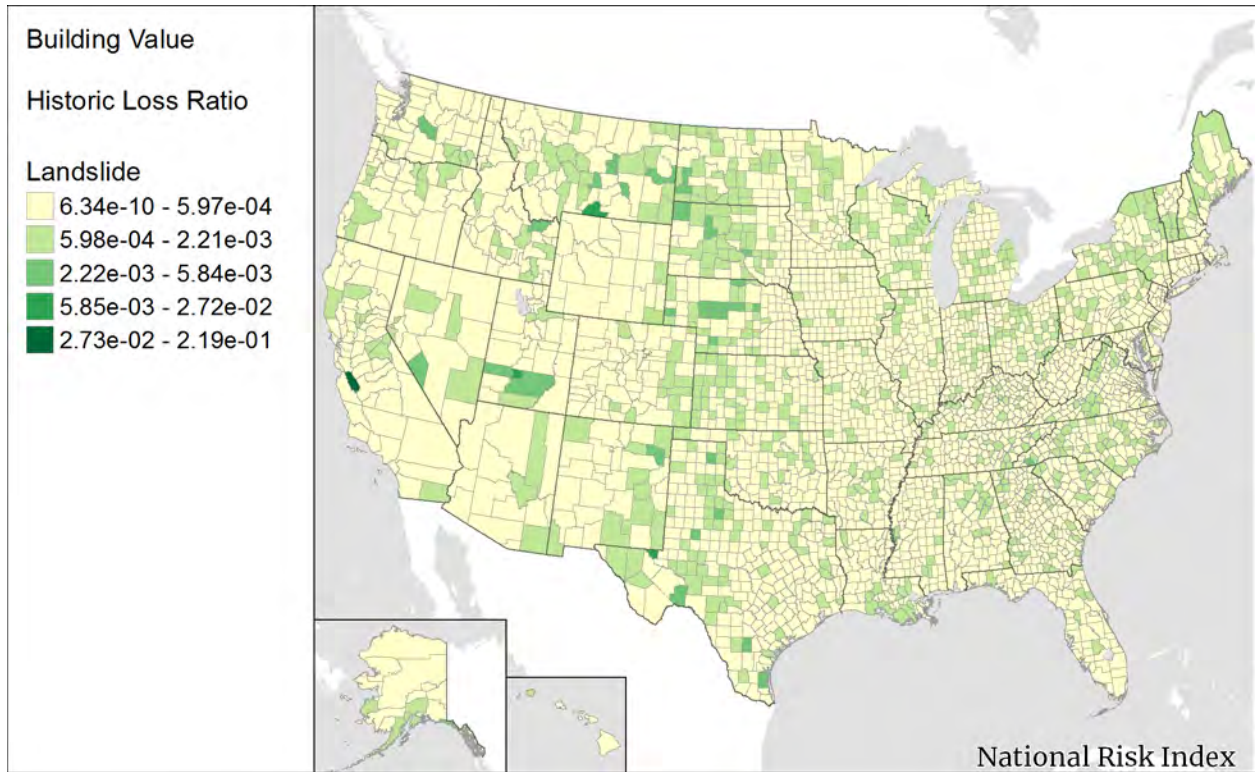 Building Value
Historic Loss Ratio
Landslide
6.34e-10 - 5.97e-04
5.98e-04 - 2.21e-03
2.22e-03 - 5.84e-03
5.85e-03 - 2.72e-02
2.73e-02 - 2.19e-01
National Risk Index